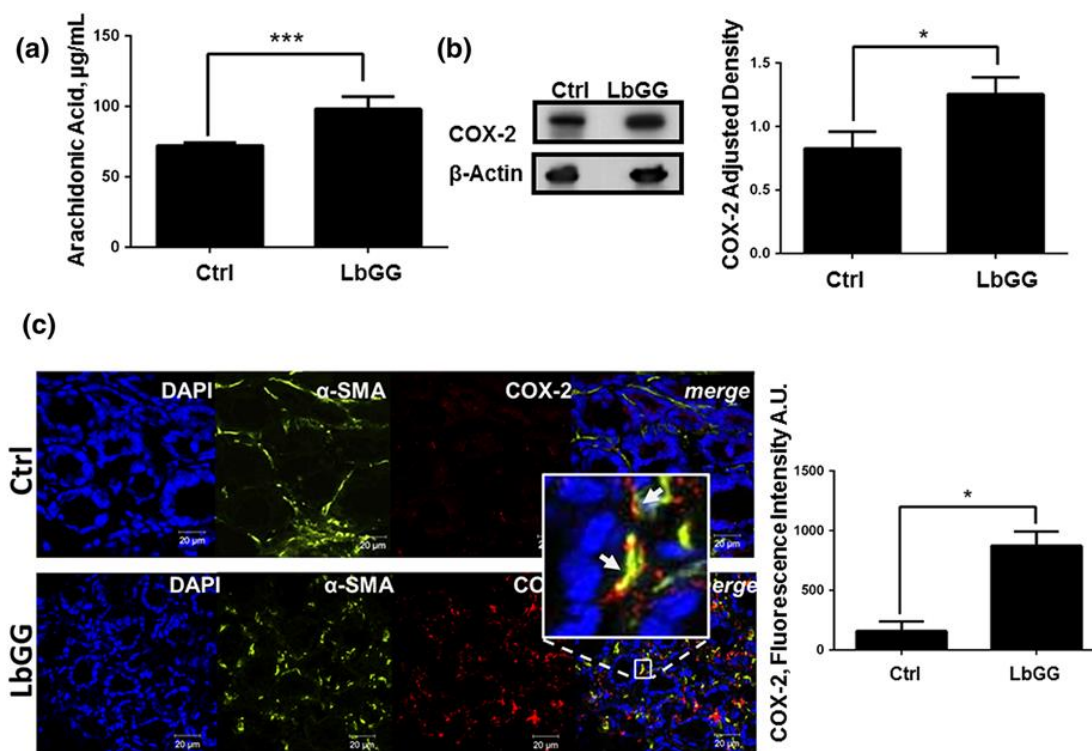 (a)
Arachidonic Acid, µg/mL
150
100
50
0
***
Ctrl
LbGG
(b)
Ctrl LbGG
COX-2
β-Actin
COX-2 Adjusted Density
1.5
1.0
0.5
0.0
*
Ctrl
LbGG
(c)
Ctrl
DAPI α-SMA COX-2 merge
20 µm 20 µm 20 µm
LbGG
DAPI α-SMA CO merge
20 µm 20 µm 20 µm 20 µm
COX-2, Fluorescence Intensity A.U.
1500
1000
500
0
*
Ctrl
LbGG